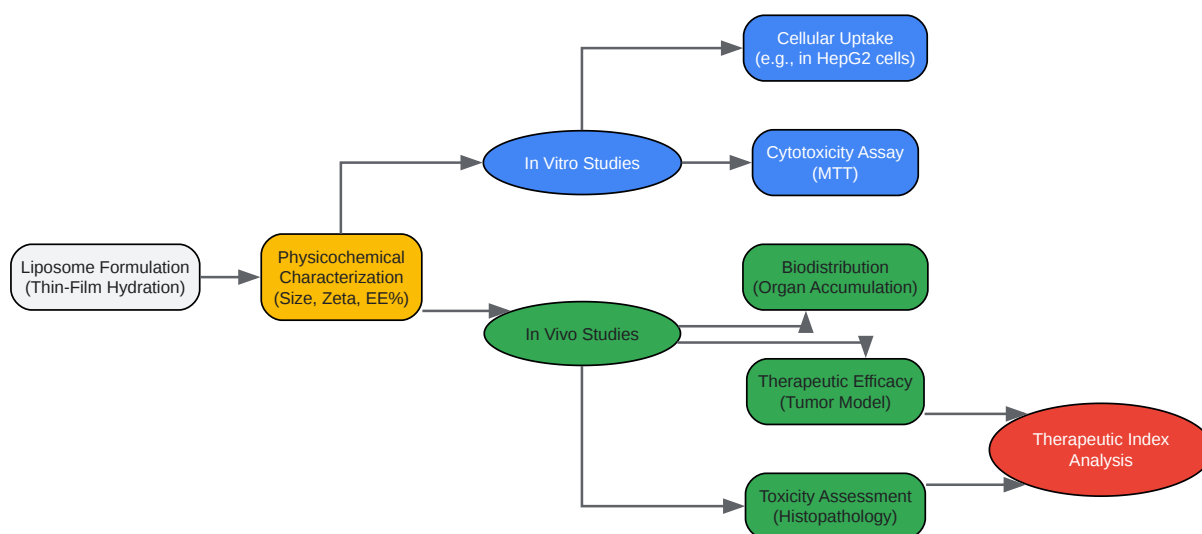 Cellular Uptake
(e.g., in HepG2 cells)
In Vitro Studies
Cytotoxicity Assay
(MTT)
Liposome Formulation
(Thin-Film Hydration)
Physicochemical
Characterization
(Size, Zeta, EE%)
Biodistribution
(Organ Accumulation)
In Vivo Studies
Therapeutic Efficacy
(Tumor Model)
Therapeutic Index
Analysis
Toxicity Assessment
(Histopathology)